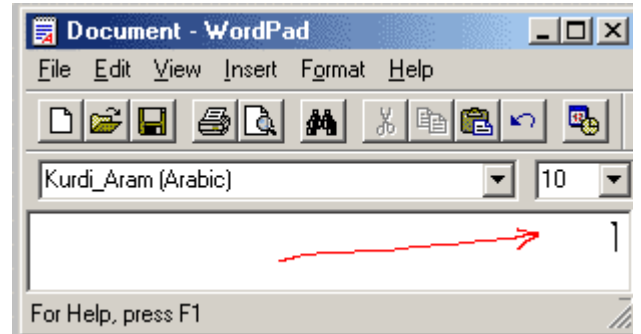 Document - WordPad
File Edit View Insert Format Help
Kurdi_Aram (Arabic) 10
For Help, press F1